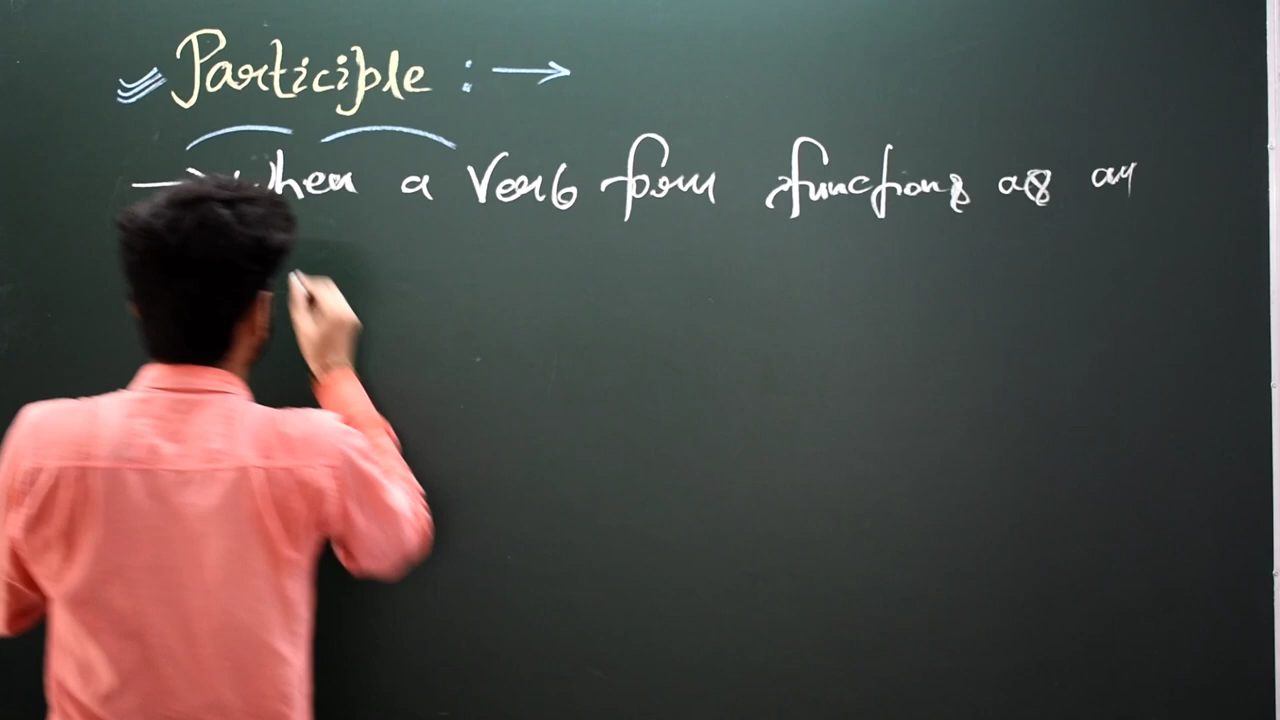 Participle : →
→ when a Verb form functions as an